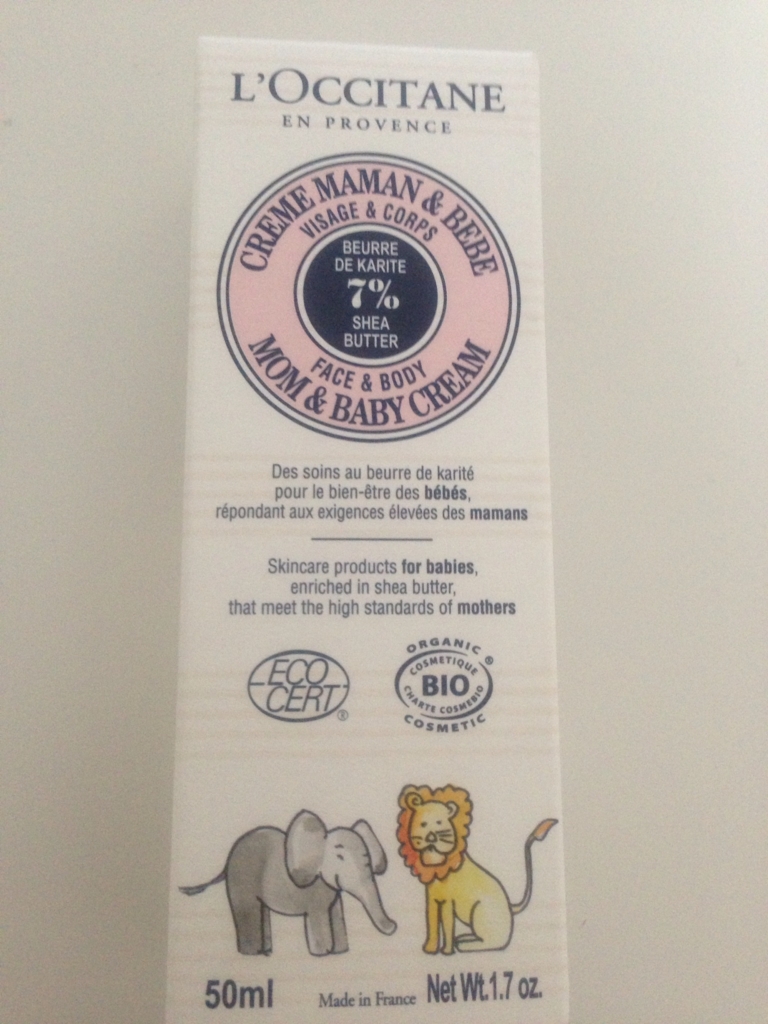 L'OCCITANE
EN PROVENCE
CREME MAMAN & BEBE
VISAGE & CORPS
BEURRE
DE KARITE
7%
SHEA
BUTTER
FACE & BODY
MOM & BABY CREAM
Des soins au beurre de karité
pour le bien-être des bébés,
répondant aux exigences élevées des mamans
Skincare products for babies,
enriched in shea butter,
that meet the high standards of mothers
ECO
CERT®
ORGANIC ®
COSMETIQUE
BIO
CHARTE COSMEBIO
COSMETIC
50ml Made in France Net Wt.1.7 oz.